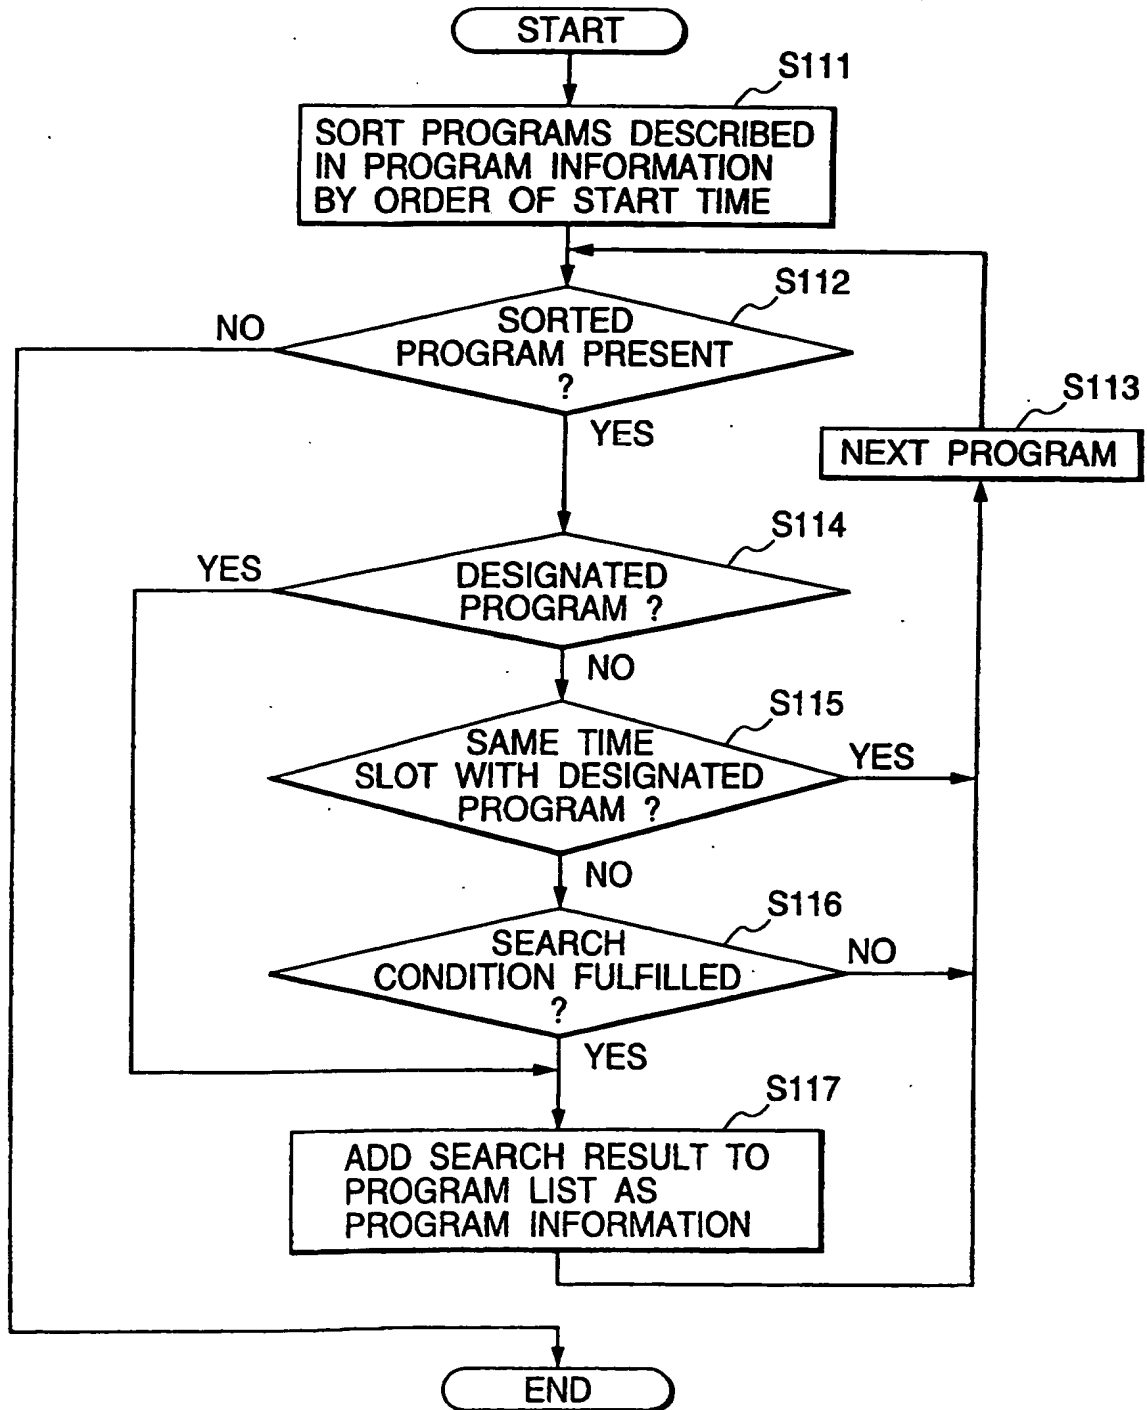 START
S111
SORT PROGRAMS DESCRIBED
IN PROGRAM INFORMATION
BY ORDER OF START TIME
S112
NO
SORTED
PROGRAM PRESENT
?
YES
S113
NEXT PROGRAM
S114
YES
DESIGNATED
PROGRAM ?
NO
S115
SAME TIME
SLOT WITH DESIGNATED
PROGRAM ?
YES
NO
S116
SEARCH
CONDITION FULFILLED
?
NO
YES
S117
ADD SEARCH RESULT TO
PROGRAM LIST AS
PROGRAM INFORMATION
END